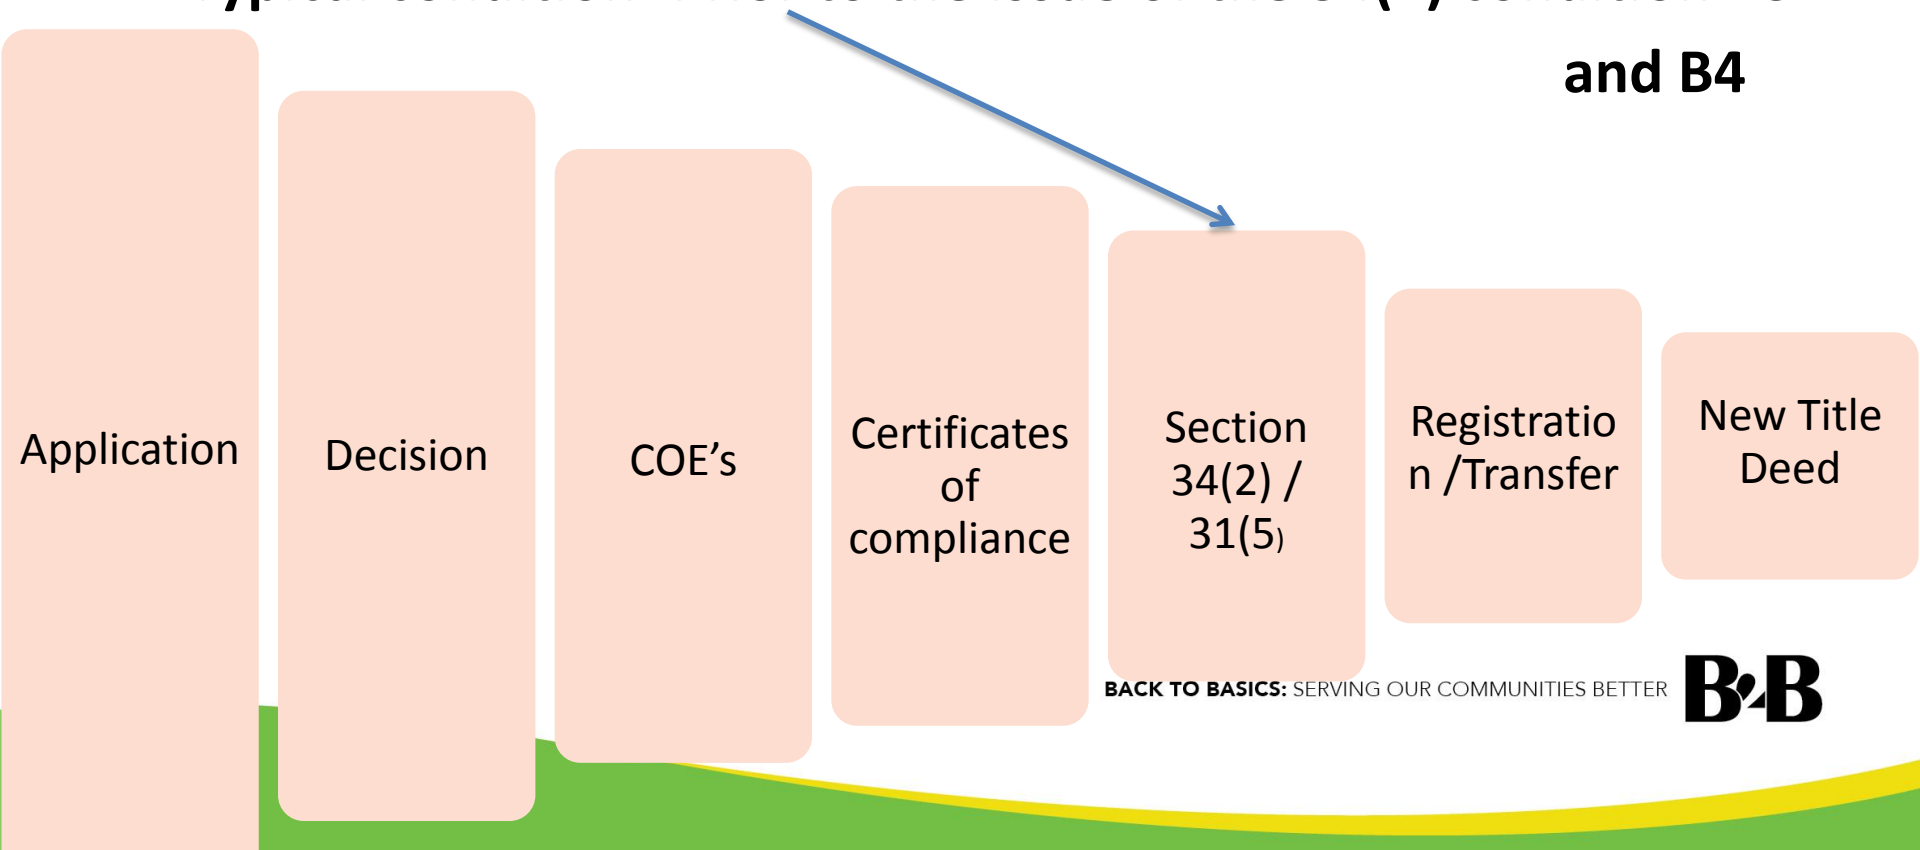 and B4
Application
Decision
COE's
Certificates
of
compliance
Section
34(2) /
31(5)
Registratio
n /Transfer
New Title
Deed
BACK TO BASICS: SERVING OUR COMMUNITIES BETTER
B2B